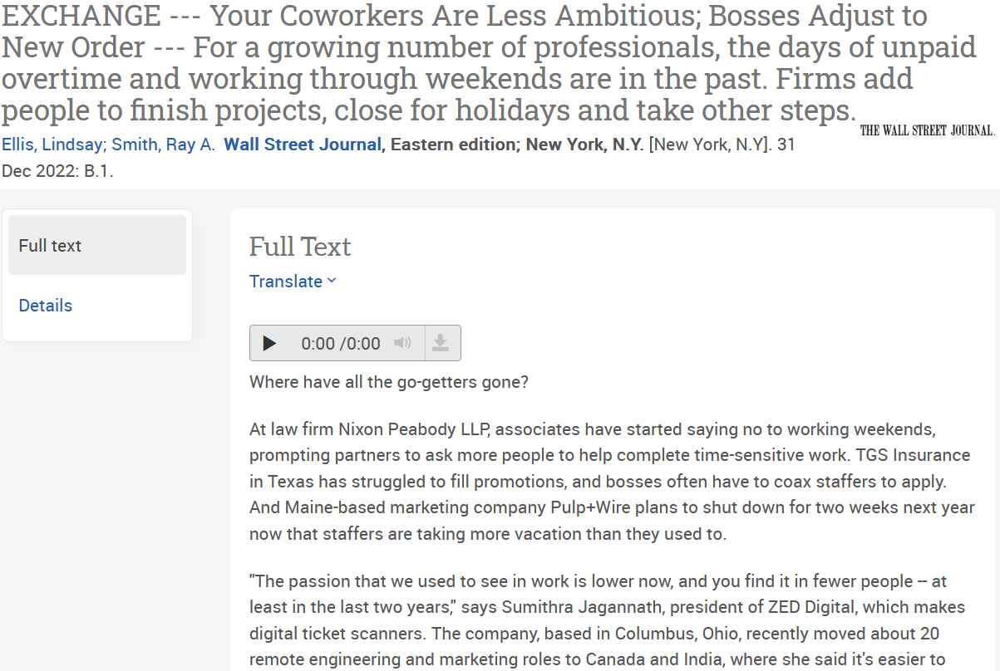 EXCHANGE --- Your Coworkers Are Less Ambitious; Bosses Adjust to
New Order --- For a growing number of professionals, the days of unpaid
overtime and working through weekends are in the past. Firms add
people to finish projects, close for holidays and take other steps.
THE WALL STREET JOURNAL.
Ellis, Lindsay; Smith, Ray A. Wall Street Journal, Eastern edition; New York, N.Y. [New York, N.Y]. 31
Dec 2022: B.1.
Full text
Details
Full Text
Translate
0:00 /0:00
Where have all the go-getters gone?
At law firm Nixon Peabody LLP, associates have started saying no to working weekends,
prompting partners to ask more people to help complete time-sensitive work. TGS Insurance
in Texas has struggled to fill promotions, and bosses often have to coax staffers to apply.
And Maine-based marketing company Pulp+Wire plans to shut down for two weeks next year
now that staffers are taking more vacation than they used to.
"The passion that we used to see in work is lower now, and you find it in fewer people -- at
least in the last two years," says Sumithra Jagannath, president of ZED Digital, which makes
digital ticket scanners. The company, based in Columbus, Ohio, recently moved about 20
remote engineering and marketing roles to Canada and India, where she said it's easier to